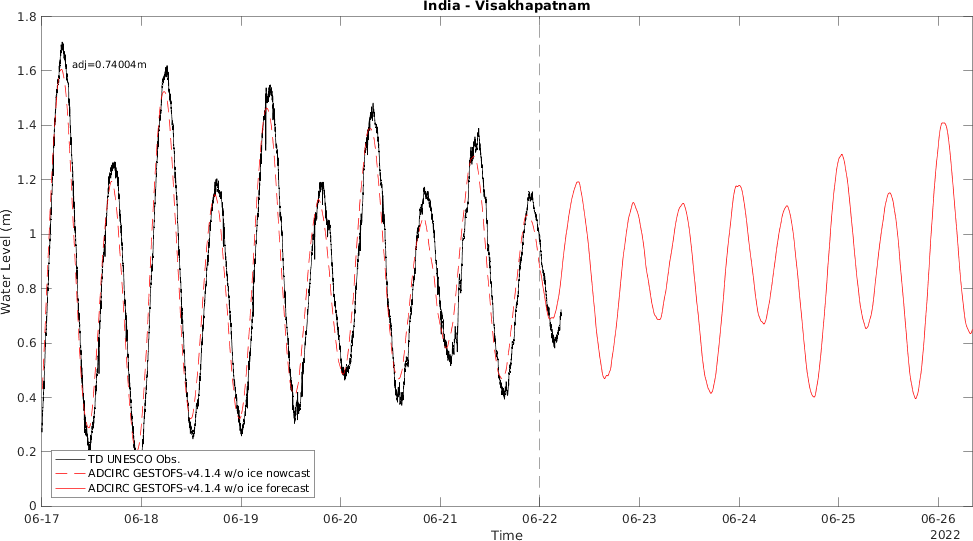 India - Visakhapatnam
1.8
1.6
1.4
1.2
1
0.8
0.6
0.4
0.2
0
Water Level (m)
adj=0.74004m
TD UNESCO Obs.
ADCIRC GESTOFS-v4.1.4 w/o ice nowcast
ADCIRC GESTOFS-v4.1.4 w/o ice forecast
06-17 06-18 06-19 06-20 06-21 06-22 06-23 06-24 06-25 06-26
Time
2022